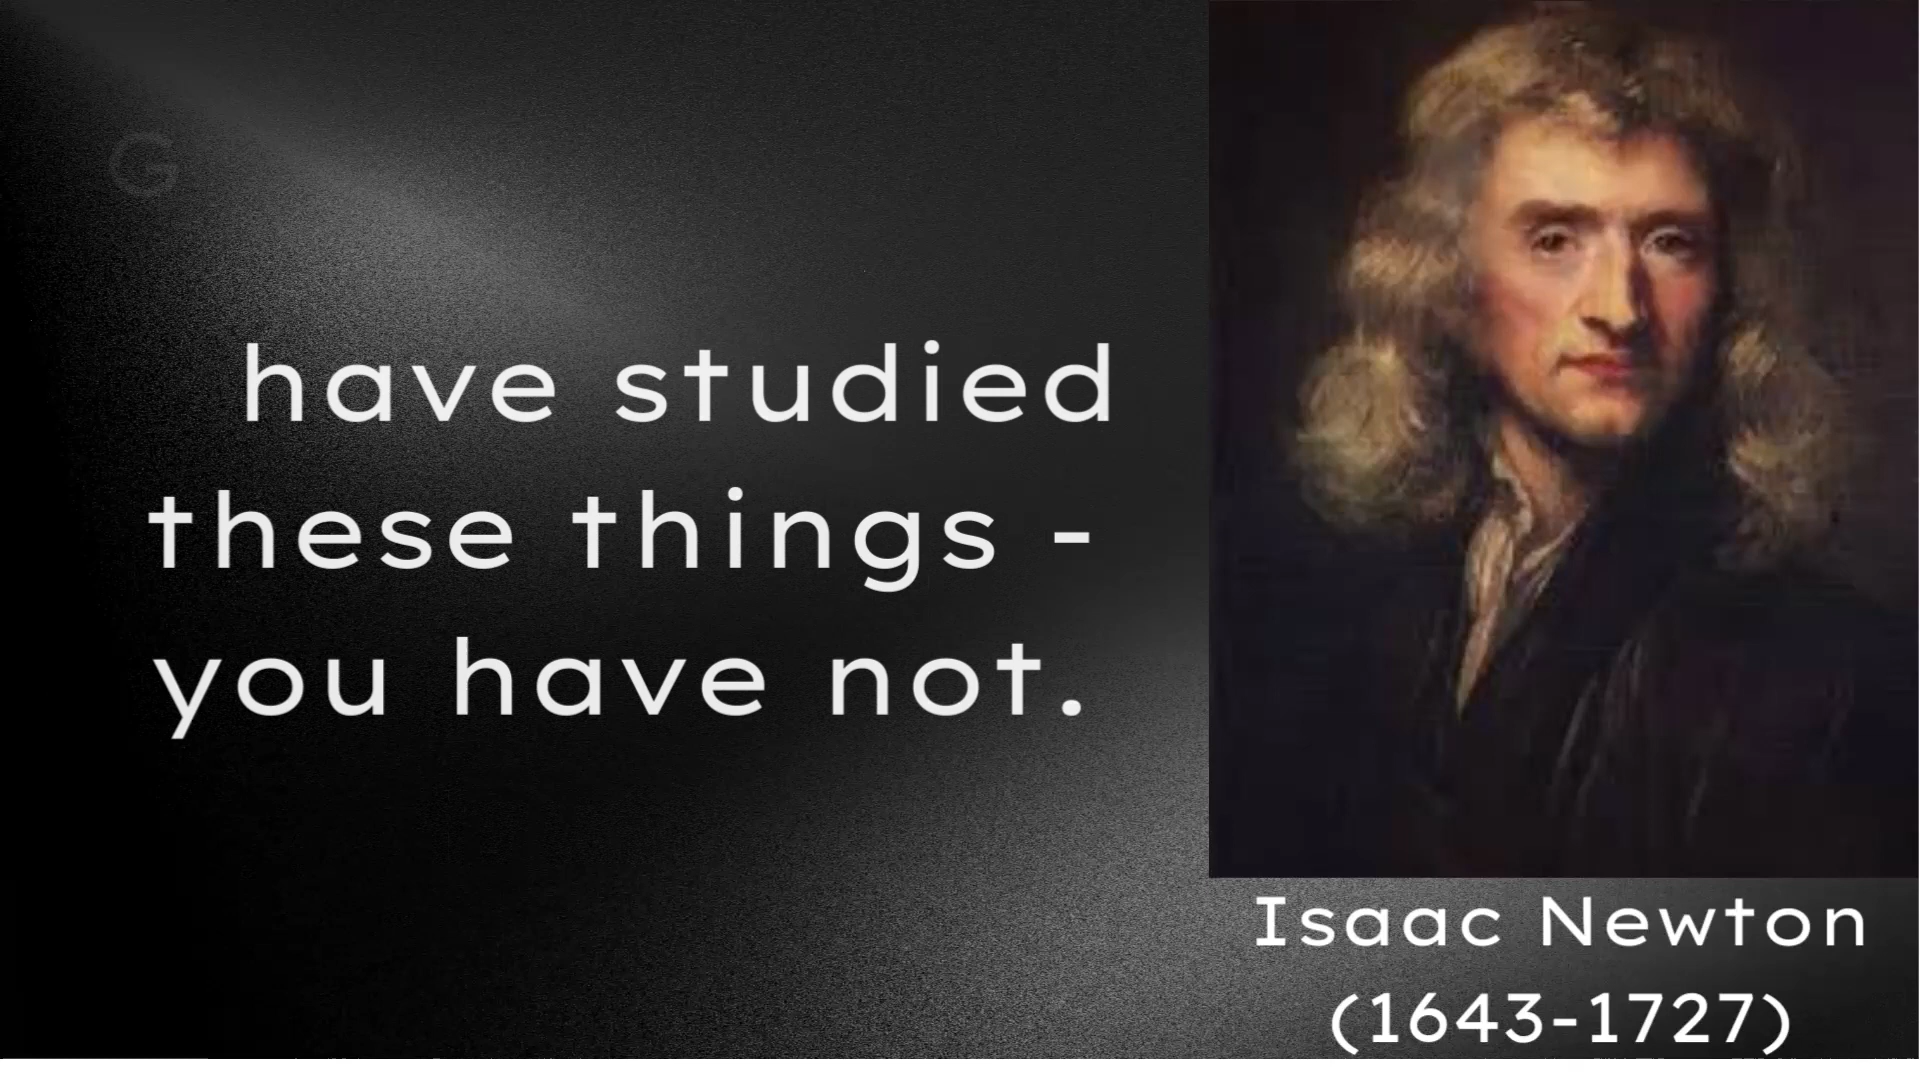 G
have studied
these things -
you have not.
Isaac Newton
(1643-1727)